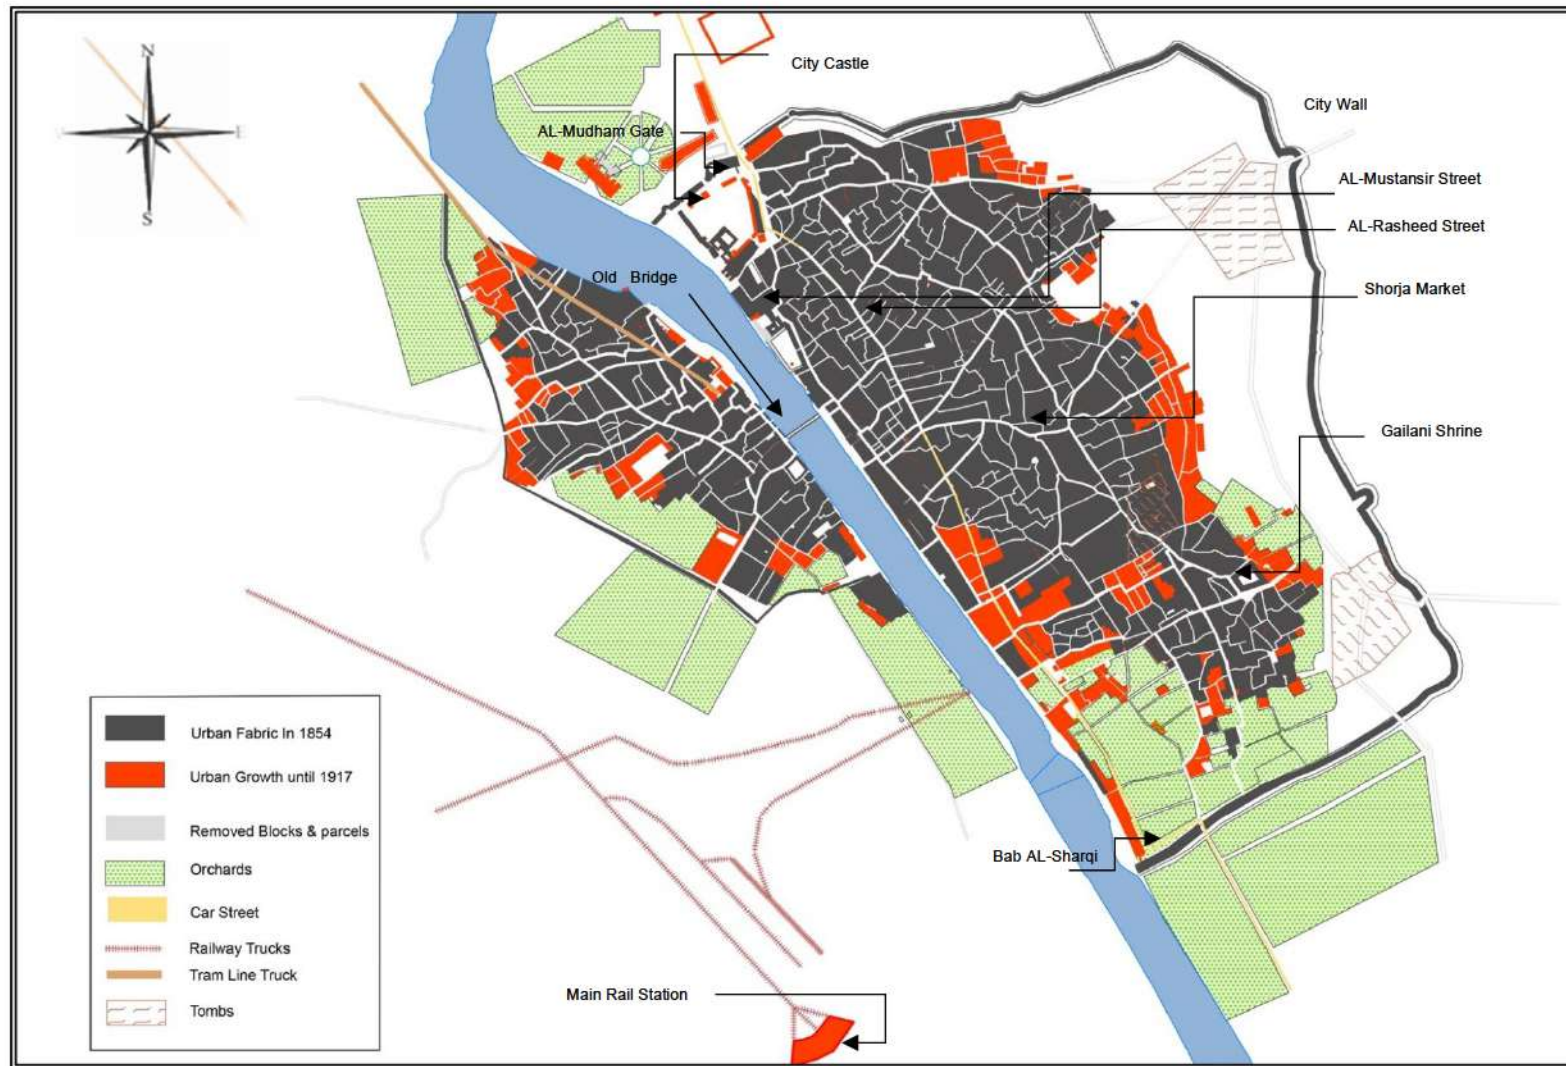 N
E
S
City Castle
City Wall
AL-Mudham Gate
AL-Mustansir Street
AL-Rasheed Street
Old Bridge
Shorja Market
Gailani Shrine
Bab AL-Sharqi
Main Rail Station
Urban Fabric In 1854
Urban Growth until 1917
Removed Blocks & parcels
Orchards
Car Street
Railway Trucks
Tram Line Truck
Tombs